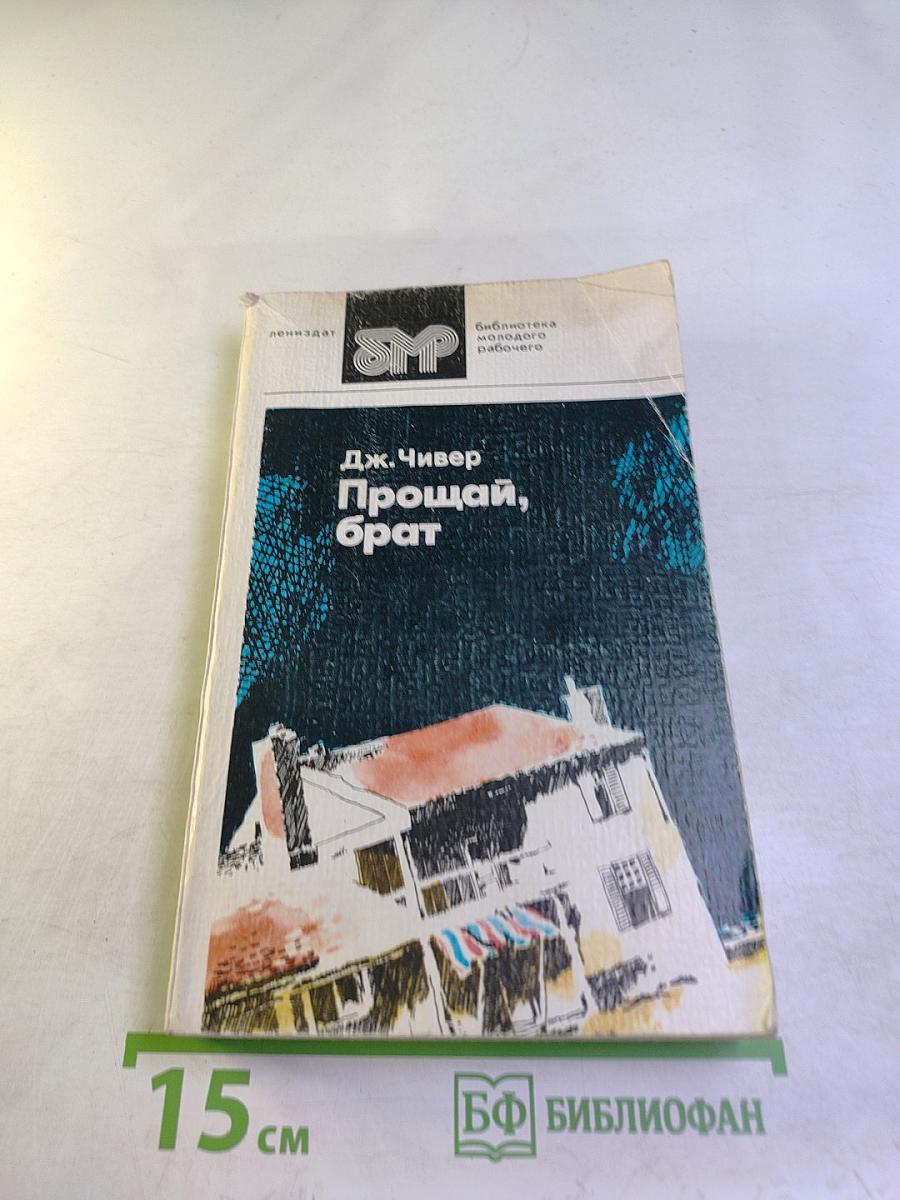 лениздат
бмр
библиотека
молодого
рабочего
Дж. Чивер
Прощай,
брат
15 см
БФ БИБЛИОФАН